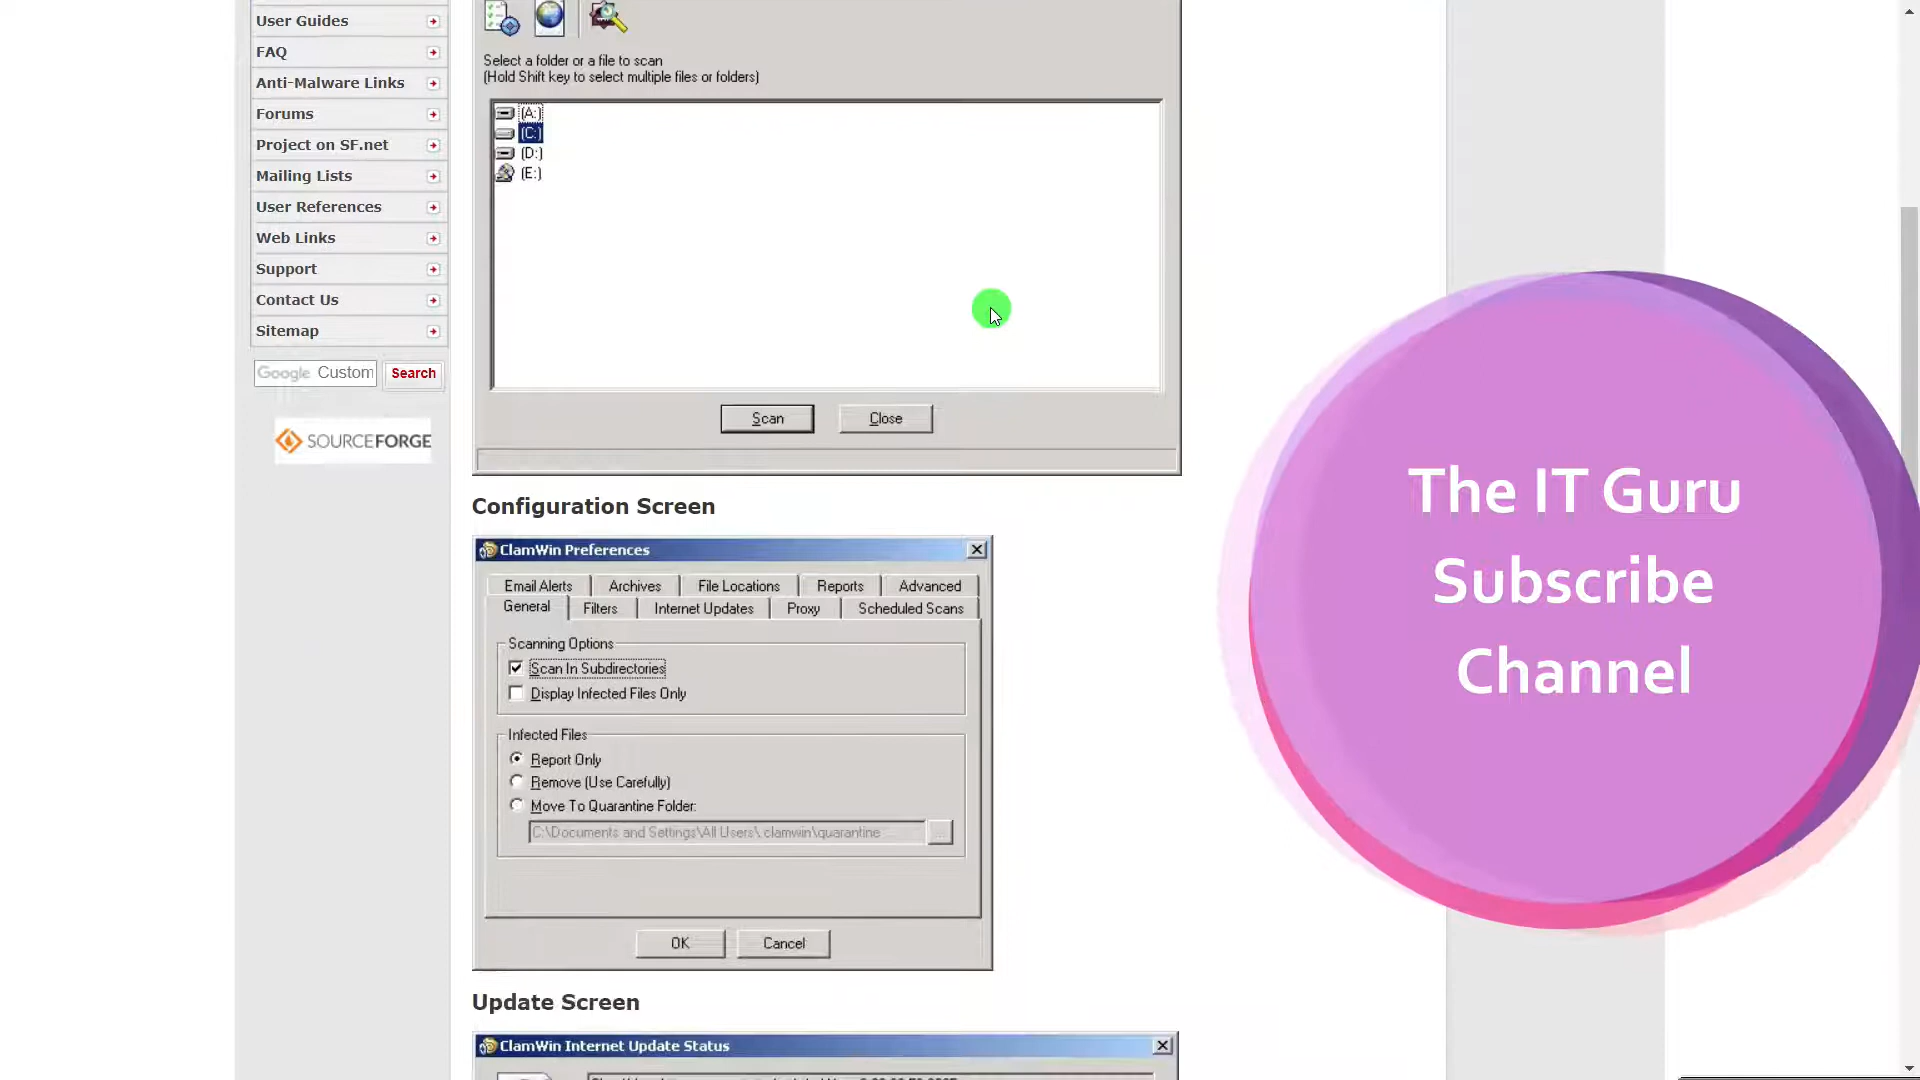 User Guides
FAQ
Anti-Malware Links
Forums
Project on SF.net
Mailing Lists
User References
Web Links
Support
Contact Us
Sitemap
Google Custom
Search
SOURCEFORGE
Select a folder or a file to scan
(Hold Shift key to select multiple files or folders)
(A:)
(C:)
(D:)
(E:)
Scan
Close
Configuration Screen
ClamWin Preferences
Email Alerts
Archives
File Locations
Reports
Advanced
General
Filters
Internet Updates
Proxy
Scheduled Scans
Scanning Options
Scan In Subdirectories
Display Infected Files Only
Infected Files
Report Only
Remove (Use Carefully)
Move To Quarantine Folder:
C:\Documents and Settings\All Users\.clamwin\quarantine
...
OK
Cancel
Update Screen
ClamWin Internet Update Status
The IT Guru
Subscribe
Channel